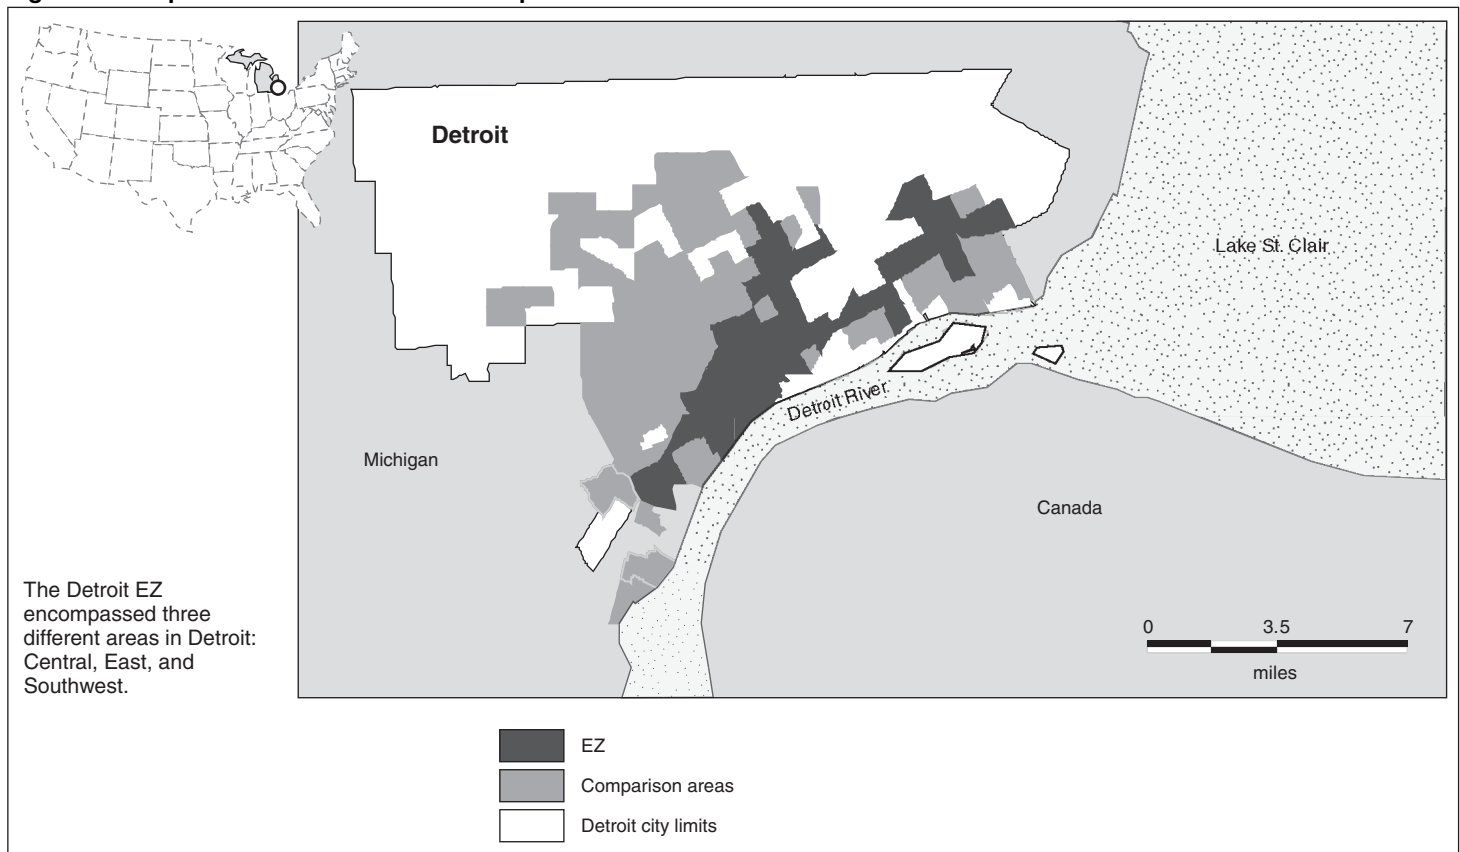 Detroit
Lake St. Clair
Detroit River
Michigan
Canada
The Detroit EZ
encompassed three
different areas in Detroit:
Central, East, and
Southwest.
0 3.5 7
miles
EZ
Comparison areas
Detroit city limits